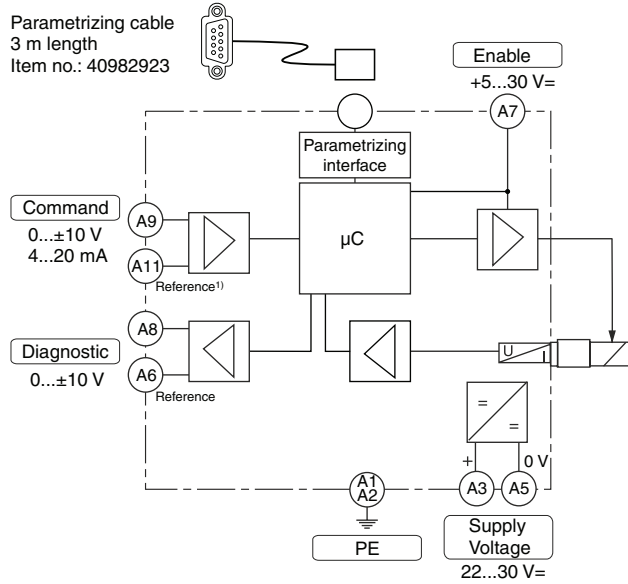 Parametrizing cable
3 m length
Item no.: 40982923
Enable
+5...30 V=
A7
Parametrizing
interface
Command
0...±10 V
4...20 mA
A9
A11
Reference¹⁾
µC
Diagnostic
0...±10 V
A8
A6
Reference
U
I
=
=
+
0 V
A1
A2
A3
A5
PE
Supply
Voltage
22...30 V=